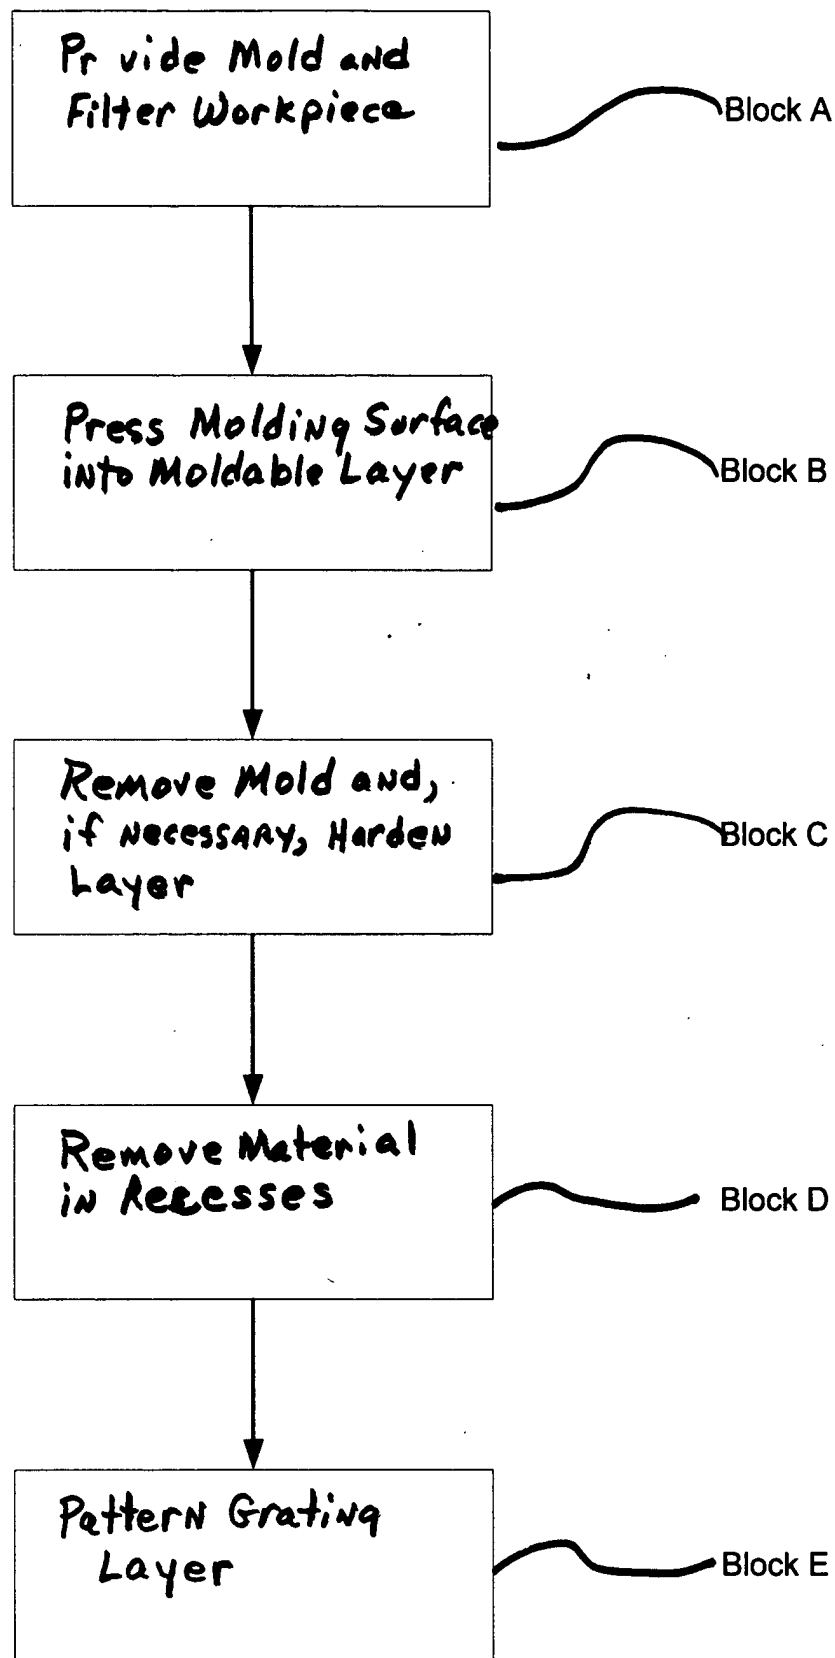 Pr vide Mold and
Filter Workpiece
Block A
Press Molding Surface
into Moldable Layer
Block B
Remove Mold and,
if necessary, Harden
Layer
Block C
Remove Material
in Recesses
Block D
Pattern Grating
Layer
Block E